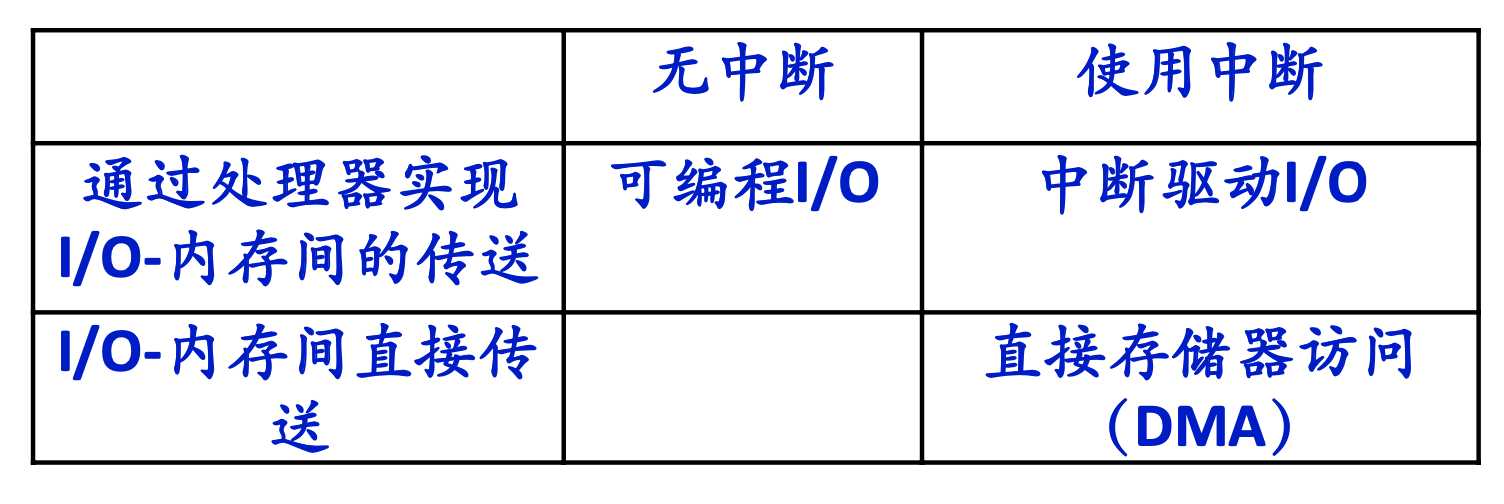 无中断 使用中断
通过处理器实现 可编程I/O 中断驱动I/O
I/O-内存间的传送
I/O-内存间直接传 直接存储器访问
送 （DMA）